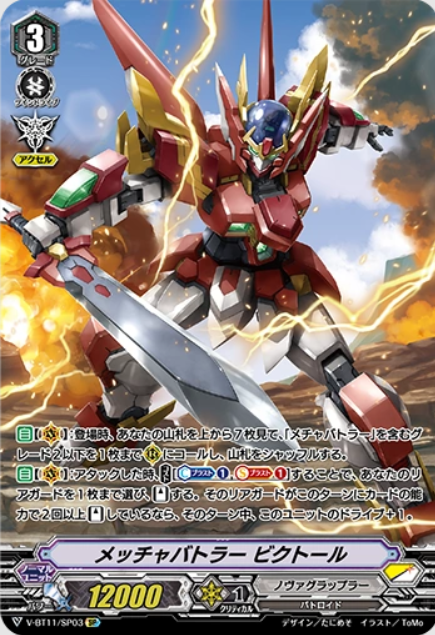 3
グレード
ツインドライブ
アクセル
自【(V)】:登場時、あなたの山札を上から7枚見て、「メチャバトラー」を含むグ
レード2以下を1枚まで(R)にコールし、山札をシャッフルする。
自【(V)】:アタックした時、[Cブラスト1,Sブラスト1]することで、あなたのリ
アガードを1枚まで選び、スタンドする。そのリアガードがこのターンにカードの能
力で2回以上スタンドしているなら、そのターン中、このユニットのドライブ+1。
メッチャバトラー ビクトール
ノーマル
ユニット
パワー
12000
1
クリティカル
ノヴァグラップラー
バトロイド
V-BT11/SP03 SP
デザイン/たにめそ イラスト/ToMo